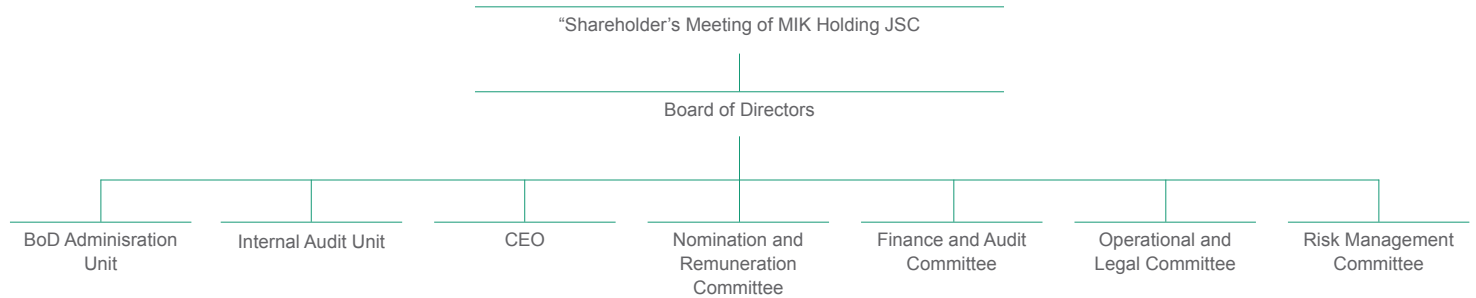 “Shareholder’s Meeting of MIK Holding JSC
Board of Directors
BoD Adminisration
Unit
Internal Audit Unit
CEO
Nomination and
Remuneration
Committee
Finance and Audit
Committee
Operational and
Legal Committee
Risk Management
Committee